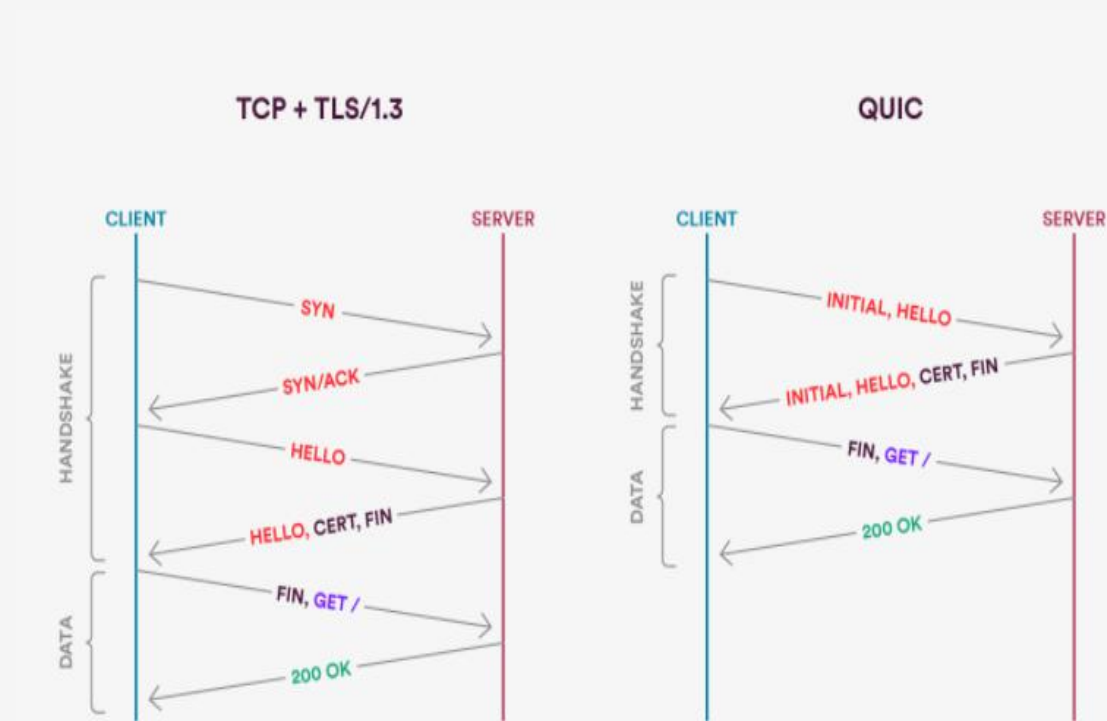 TCP + TLS/1.3
CLIENT
SERVER
HANDSHAKE
SYN
SYN/ACK
HELLO
HELLO, CERT, FIN
DATA
FIN, GET /
200 OK
QUIC
CLIENT
SERVER
HANDSHAKE
INITIAL, HELLO
INITIAL, HELLO, CERT, FIN
DATA
FIN, GET /
200 OK